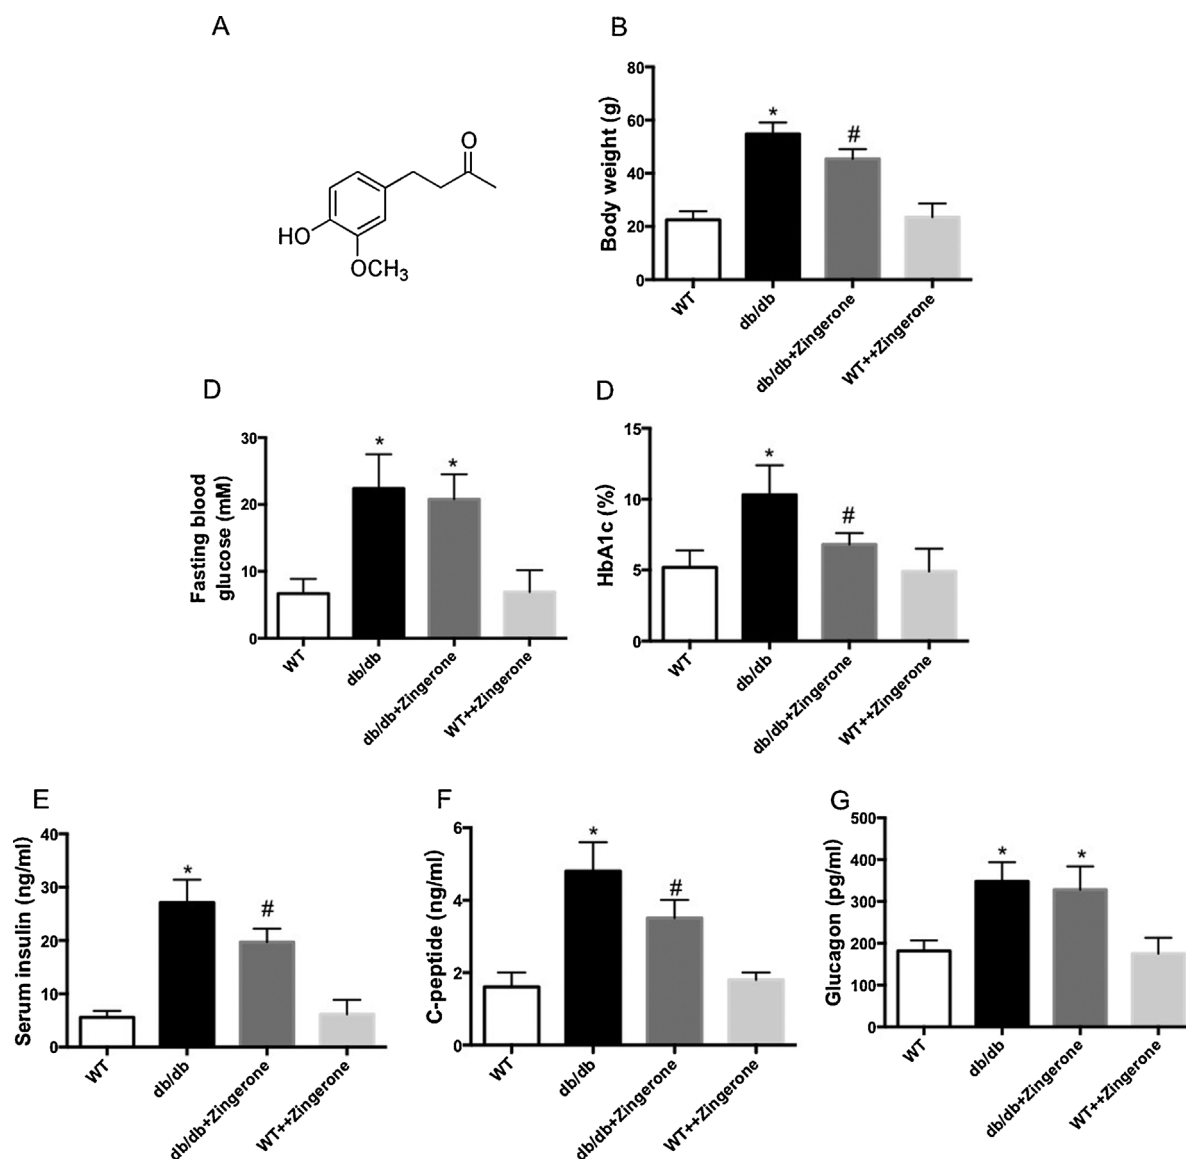 A
O
HO
OCH3
B
Body weight (g)
80
60
40
20
0
*
#
WT
db/db
db/db+Zingerone
WT++Zingerone
D
Fasting blood
glucose (mM)
30
20
10
0
*
*
WT
db/db
db/db+Zingerone
WT++Zingerone
D
HbA1c (%)
15
10
5
0
*
#
WT
db/db
db/db+Zingerone
WT++Zingerone
E
Serum insulin (ng/ml)
40
30
20
10
0
*
#
WT
db/db
db/db+Zingerone
WT++Zingerone
F
C-peptide (ng/ml)
6
4
2
0
*
#
WT
db/db
db/db+Zingerone
WT++Zingerone
G
Glucagon (pg/ml)
500
400
300
200
100
0
*
*
WT
db/db
db/db+Zingerone
WT++Zingerone